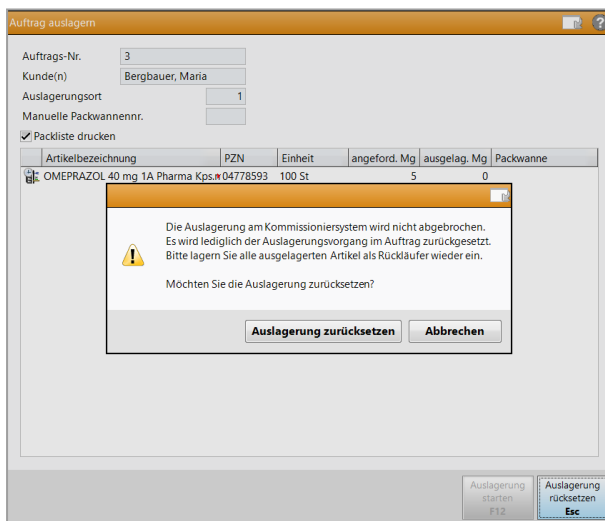 Auftrag auslagern
Auftrags-Nr. 3
Kunde(n) Bergbauer, Maria
Auslagerungsort 1
Manuelle Packwannennr.
Packliste drucken
Artikelbezeichnung PZN Einheit angeford. Mg ausgelag. Mg Packwanne
OMEPRAZOL 40 mg 1A Pharma Kps. 04778593 100 St 5 0
Die Auslagerung am Kommissioniersystem wird nicht abgebrochen.
Es wird lediglich der Auslagerungsvorgang im Auftrag zurückgesetzt.
Bitte lagern Sie alle ausgelagerten Artikel als Rückläufer wieder ein.
Möchten Sie die Auslagerung zurücksetzen?
Auslagerung zurücksetzen Abbrechen
Auslagerung starten F12
Auslagerung rücksetzen Esc